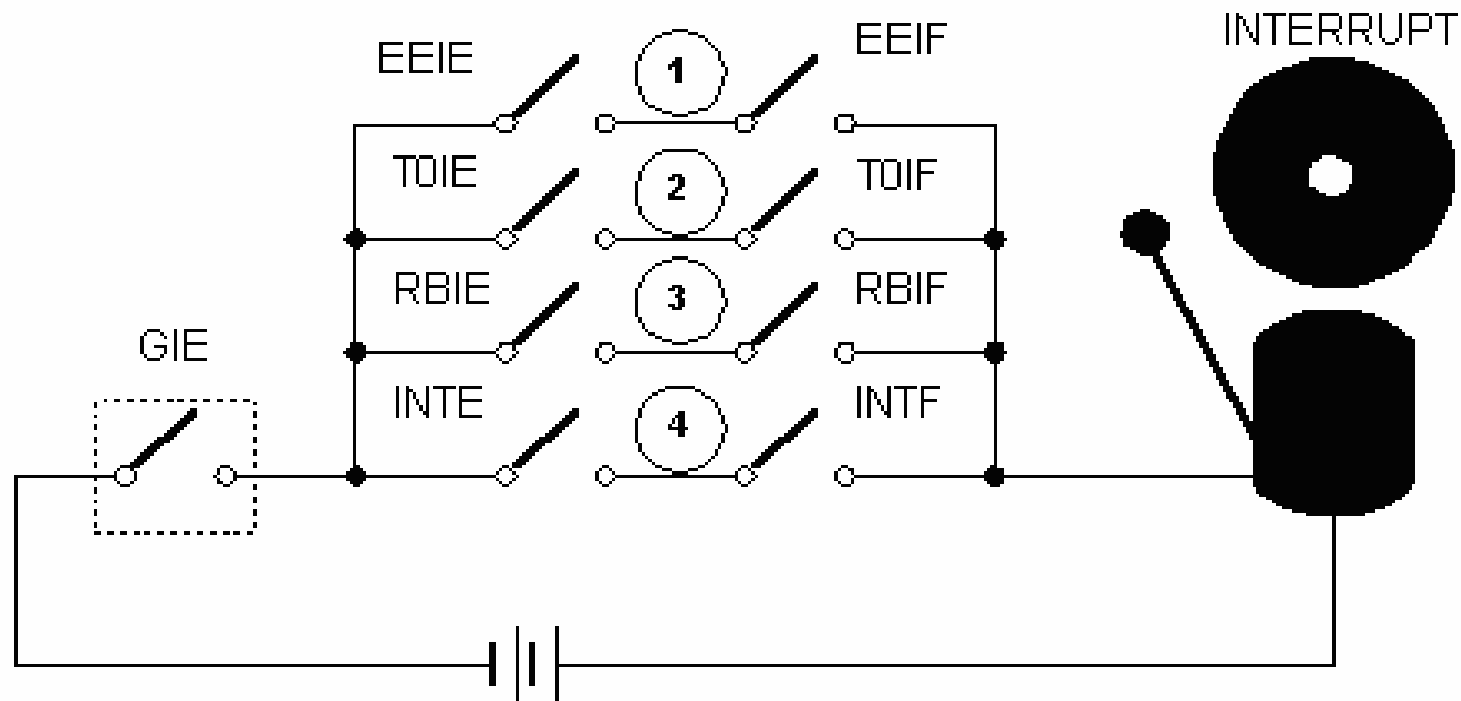 INTERRUPT
EEIE 1 EEIF
T0IE 2 T0IF
RBIE 3 RBIF
GIE
INTE 4 INTF